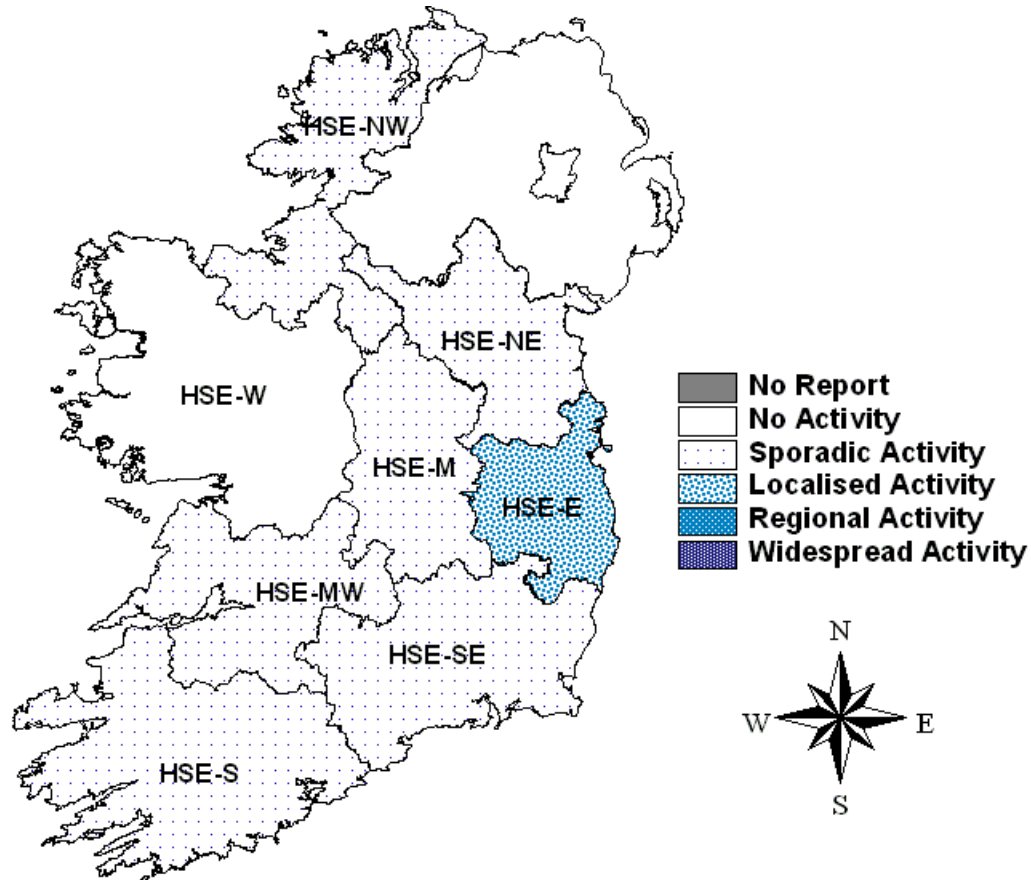 HSE-NW
HSE-NE
HSE-W
HSE-M
HSE-E
HSE-MW
HSE-SE
HSE-S
No Report
No Activity
Sporadic Activity
Localised Activity
Regional Activity
Widespread Activity
N
W
E
S